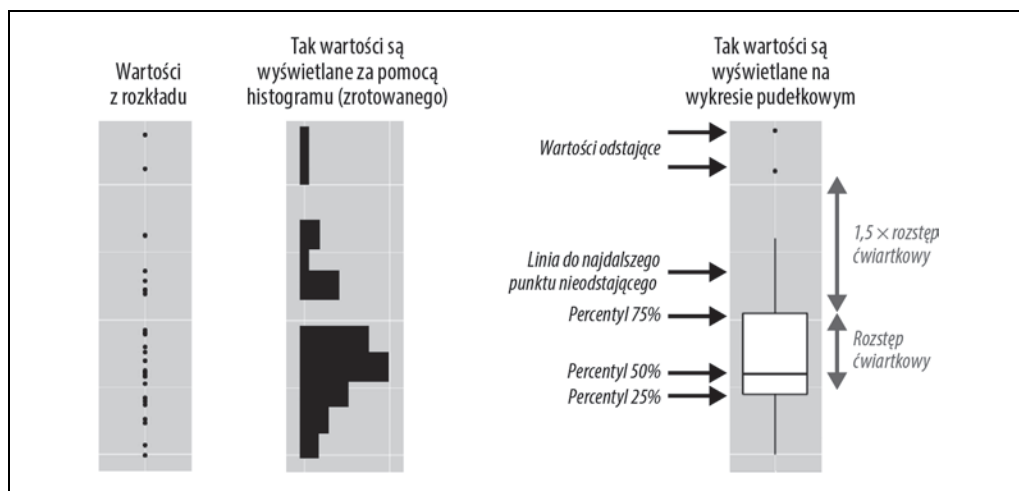 Wartości
z rozkładu
Tak wartości są
wyświetlane za pomocą
histogramu (zrotowanego)
Tak wartości są
wyświetlane na
wykresie pudełkowym
Wartości odstające
1,5 × rozstęp
ćwiartkowy
Linia do najdalszego
punktu nieodstającego
Percentyl 75%
Rozstęp
ćwiartkowy
Percentyl 50%
Percentyl 25%